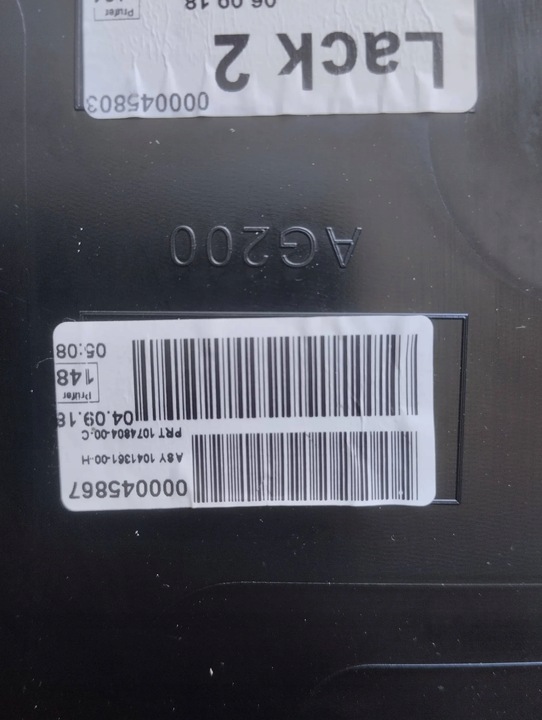 000045867
ASY 1041361-00-H
PRT 1074804-00-C
04.09.18
Prüfer
148
05:08
AG200
000045803
Lack 2
06.09.18
Prüfer